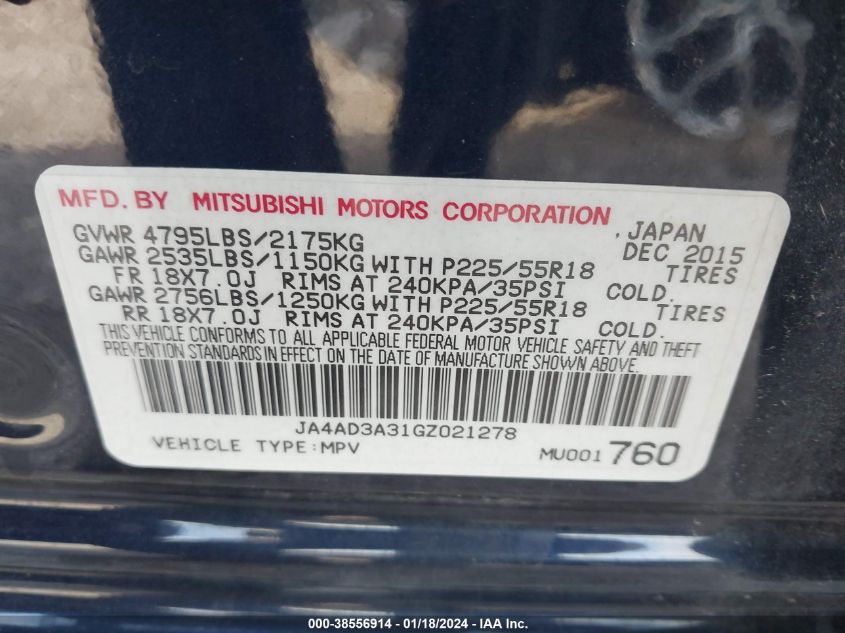 MFD. BY MITSUBISHI MOTORS CORPORATION, JAPAN
GVWR 4795LBS/2175KG DEC 2015
GAWR 2535LBS/1150KG WITH P225/55R18 TIRES
FR 18X7.0J RIMS AT 240KPA/35PSI COLD.
GAWR 2756LBS/1250KG WITH P225/55R18 TIRES
RR 18X7.0J RIMS AT 240KPA/35PSI COLD.
THIS VEHICLE CONFORMS TO ALL APPLICABLE FEDERAL MOTOR VEHICLE SAFETY AND THEFT
PREVENTION STANDARDS IN EFFECT ON THE DATE OF MANUFACTURE SHOWN ABOVE.
JA4AD3A31GZ021278
VEHICLE TYPE:MPV MU001 760
000-38556914 - 01/18/2024 - IAA Inc.